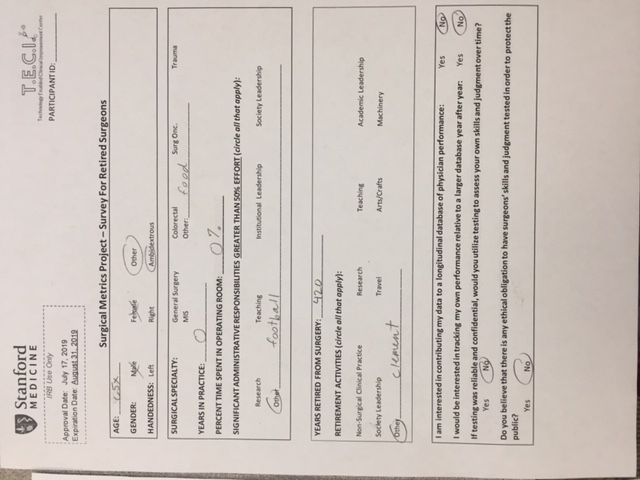 Stanford
MEDICINE
T.E.C.I.
Technology Enabled Clinical Improvement Center
IRB Use Only
PARTICIPANT ID:
Approval Date: July 17, 2019
Expiration Date: August 31, 2019
Surgical Metrics Project – Survey For Retired Surgeons
AGE:
GENDER: Male Female Other
HANDEDNESS: Left Right Ambidextrous
SURGICAL SPECIALTY: General Surgery Colorectal Surg Onc. Trauma
MIS Other: food
YEARS IN PRACTICE: 0
PERCENT TIME SPENT IN OPERATING ROOM: 0%
SIGNIFICANT ADMINISTRATIVE RESPONSIBILITIES GREATER THAN 50% EFFORT (circle all that apply):
Research Teaching Institutional Leadership Society Leadership
Other football
YEARS RETIRED FROM SURGERY: 420
RETIREMENT ACTIVITIES (circle all that apply):
Non-Surgical Clinical Practice Research Teaching Academic Leadership
Society Leadership Travel Arts/Crafts Machinery
Other clement
I am interested in contributing my data to a longitudinal database of physician performance: Yes No
I would be interested in tracking my own performance relative to a larger database year after year: Yes No
If testing was reliable and confidential, would you utilize testing to assess your own skills and judgment over time?
Yes No
Do you believe that there is any ethical obligation to have surgeons' skills and judgment tested in order to protect the
public?
Yes No